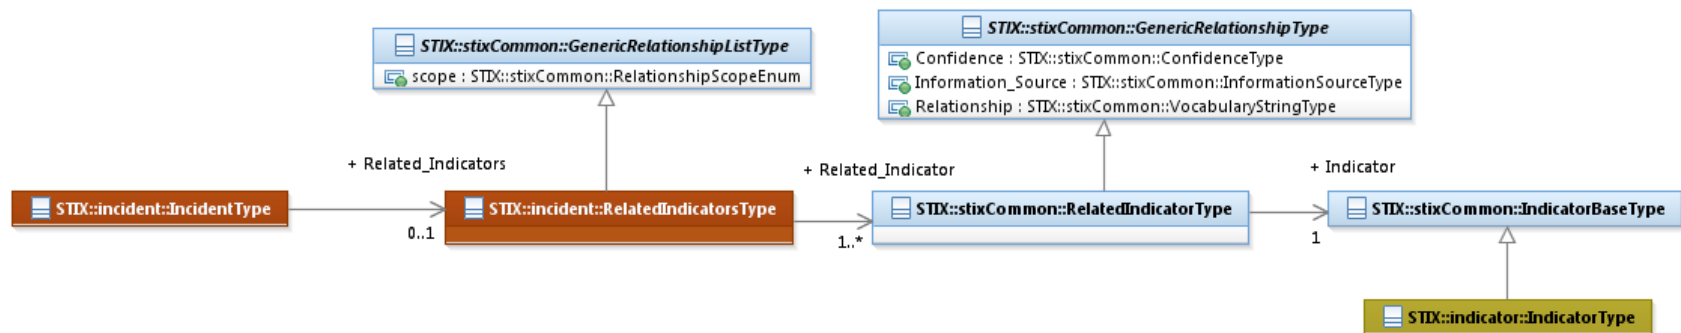 STIX::stixCommon::GenericRelationshipListType
scope : STIX::stixCommon::RelationshipScopeEnum
STIX::stixCommon::GenericRelationshipType
Confidence : STIX::stixCommon::ConfidenceType
Information_Source : STIX::stixCommon::InformationSourceType
Relationship : STIX::stixCommon::VocabularyStringType
+ Related_Indicators
+ Related_Indicator
+ Indicator
STIX::incident::IncidentType
STIX::incident::RelatedIndicatorsType
STIX::stixCommon::RelatedIndicatorType
STIX::stixCommon::IndicatorBaseType
0..1
1..*
1
STIX::indicator::IndicatorType